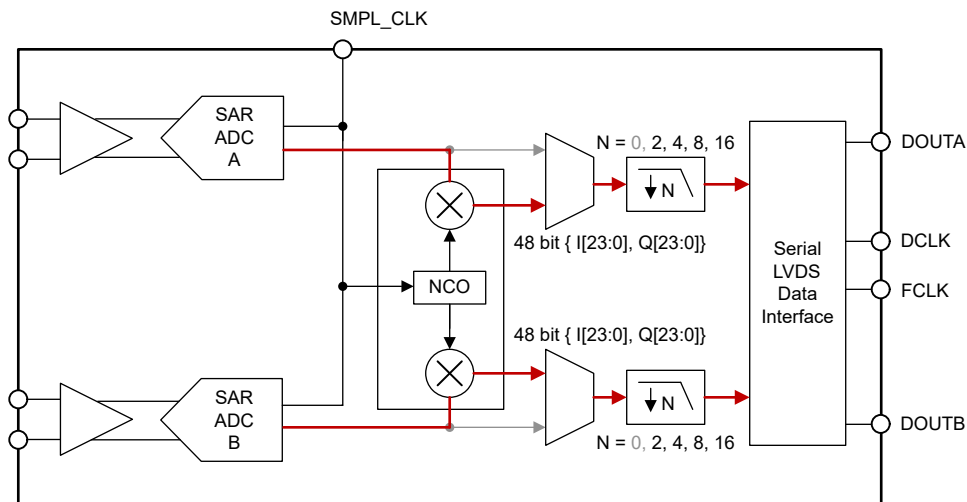 SMPL_CLK
SAR
ADC
A
N = 0, 2, 4, 8, 16
DOUTA
N
48 bit { I[23:0], Q[23:0]}
DCLK
Serial
LVDS
Data
Interface
NCO
FCLK
48 bit { I[23:0], Q[23:0]}
SAR
ADC
B
N
DOUTB
N = 0, 2, 4, 8, 16